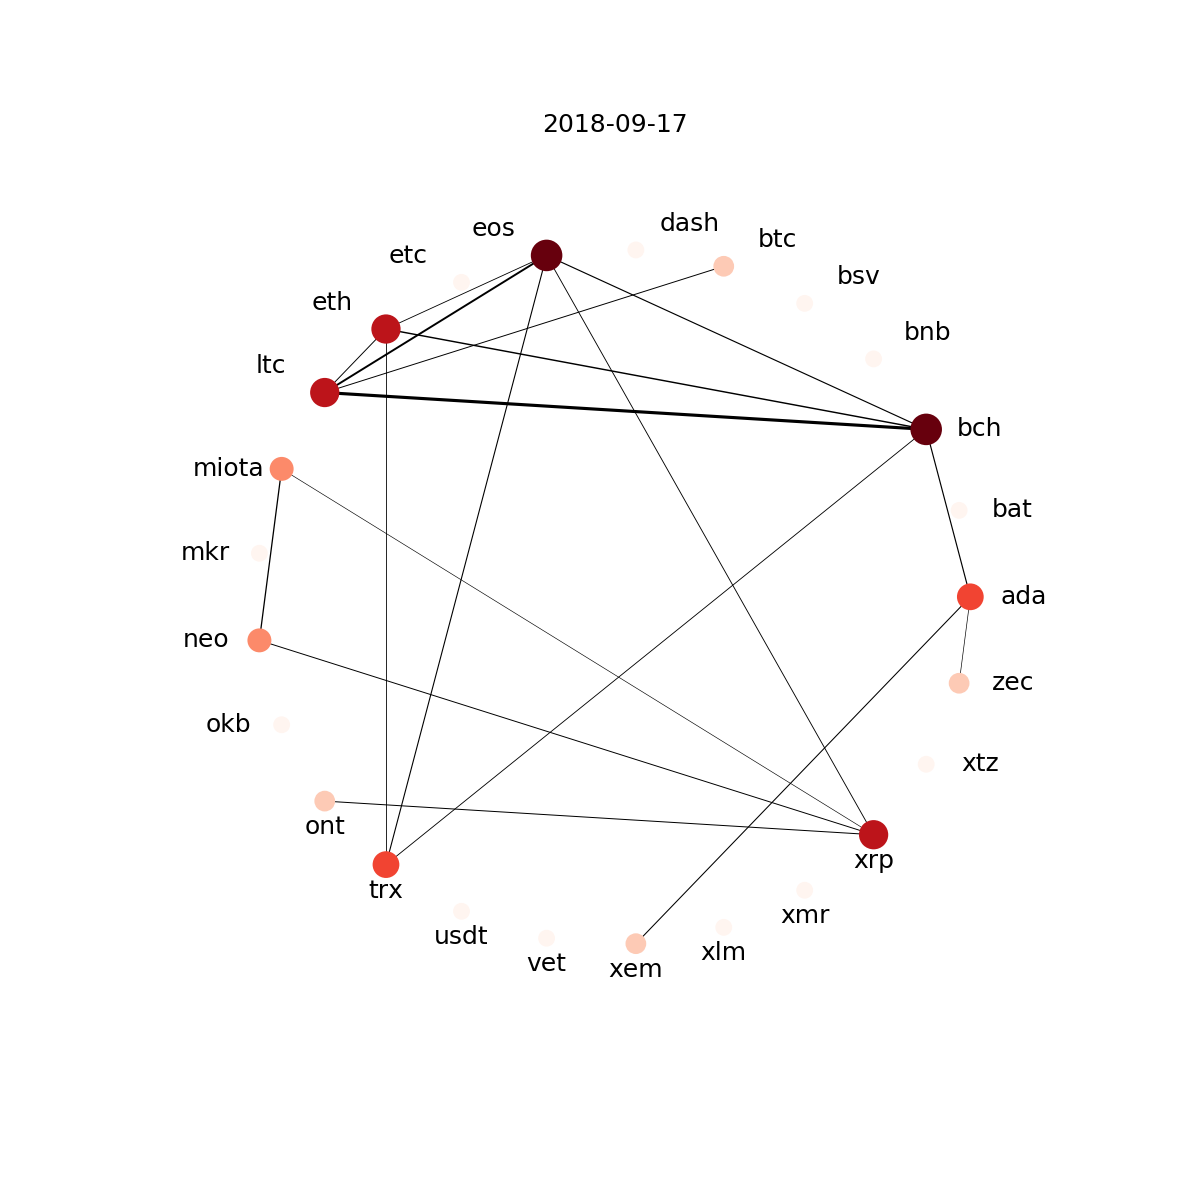 2018-09-17
dash
eos
btc
etc
bsv
eth
bnb
ltc
bch
miota
bat
mkr
ada
neo
zec
okb
xtz
ont
xrp
trx
xmr
usdt
xlm
vet
xem